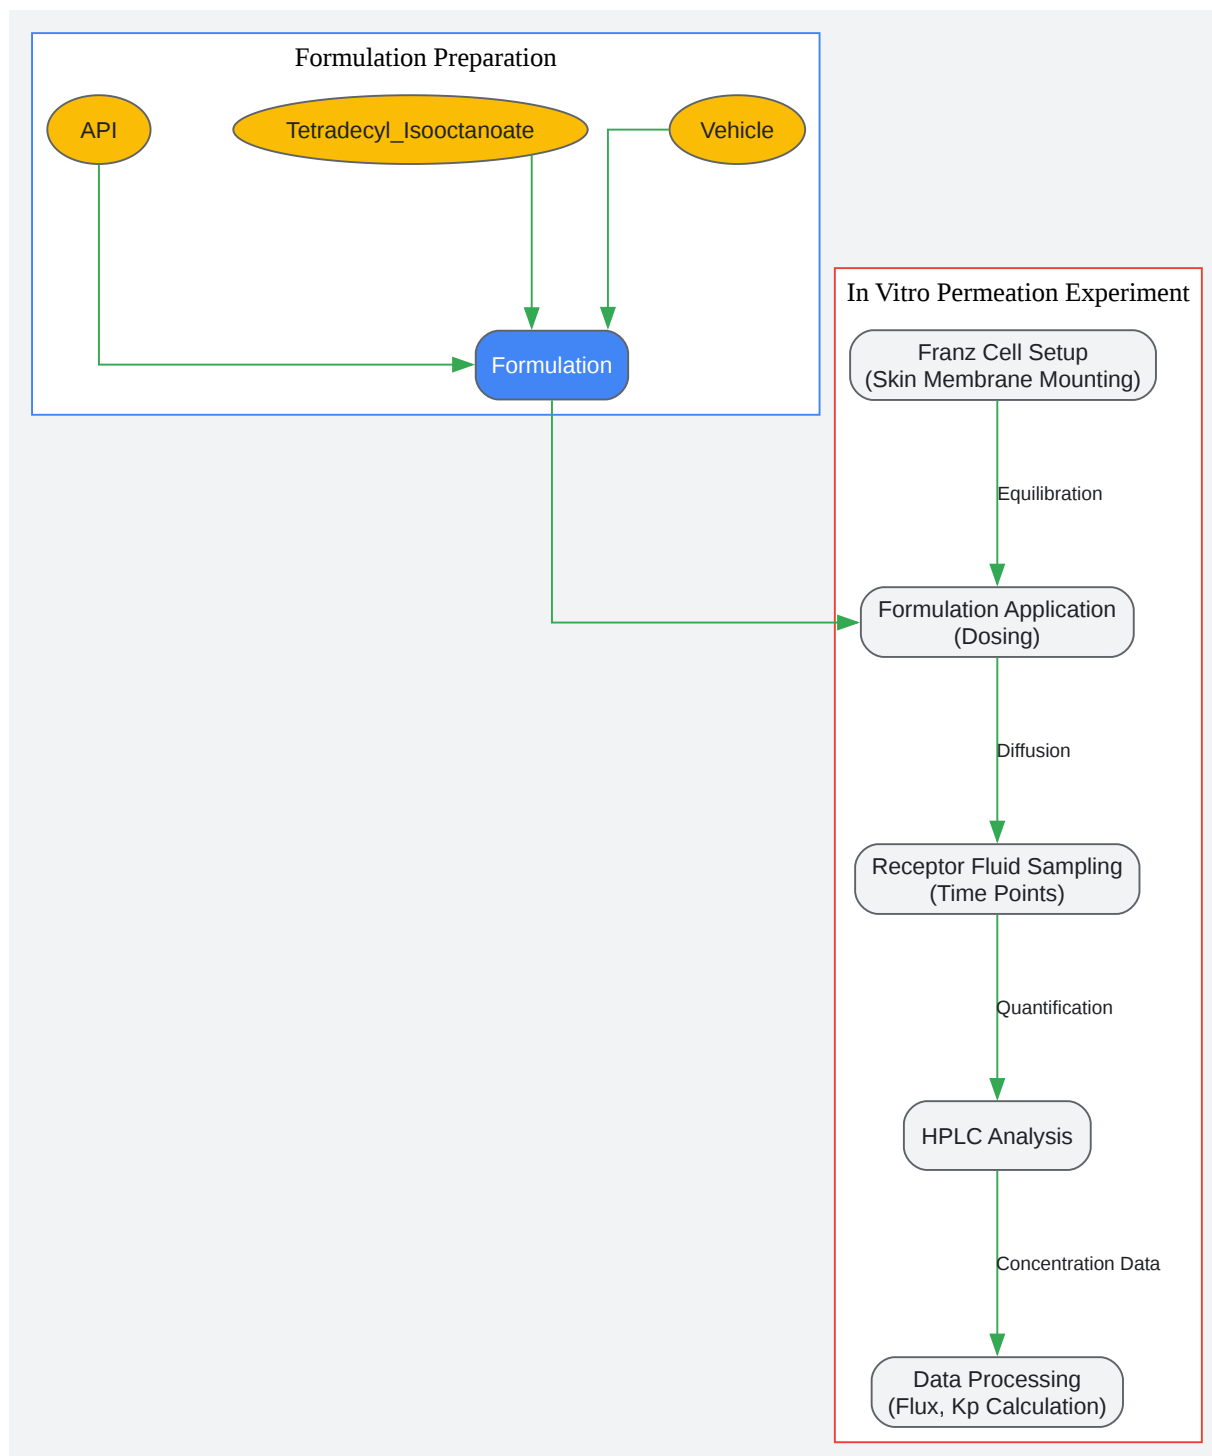 Formulation Preparation
API
Tetradecyl_Isooctanoate
Vehicle
Formulation
In Vitro Permeation Experiment
Franz Cell Setup
(Skin Membrane Mounting)
Equilibration
Formulation Application
(Dosing)
Diffusion
Receptor Fluid Sampling
(Time Points)
Quantification
HPLC Analysis
Concentration Data
Data Processing
(Flux, Kp Calculation)